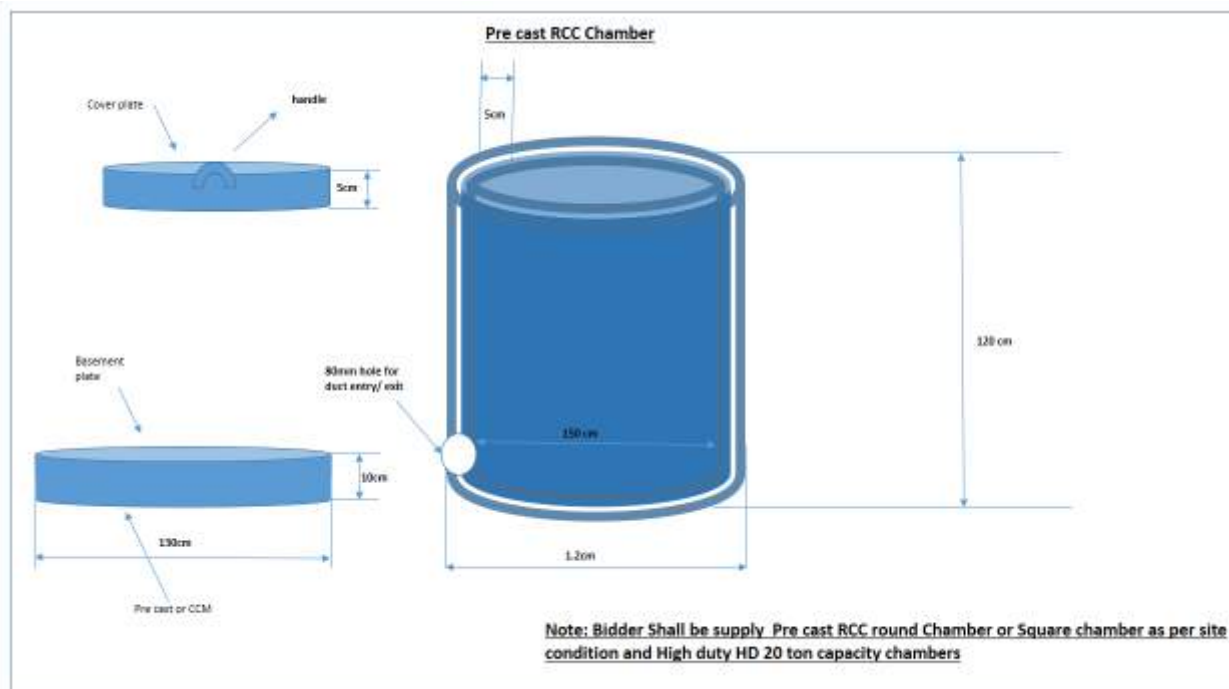 Pre cast RCC Chamber
Cover plate
handle
5cm
5cm
120 cm
Basement
plate
80mm hole for
duct entry/ exit
150 cm
10cm
130cm
1.2cm
Pre cast or CCM
Note: Bidder Shall be supply Pre cast RCC round Chamber or Square chamber as per site
condition and High duty HD 20 ton capacity chambers